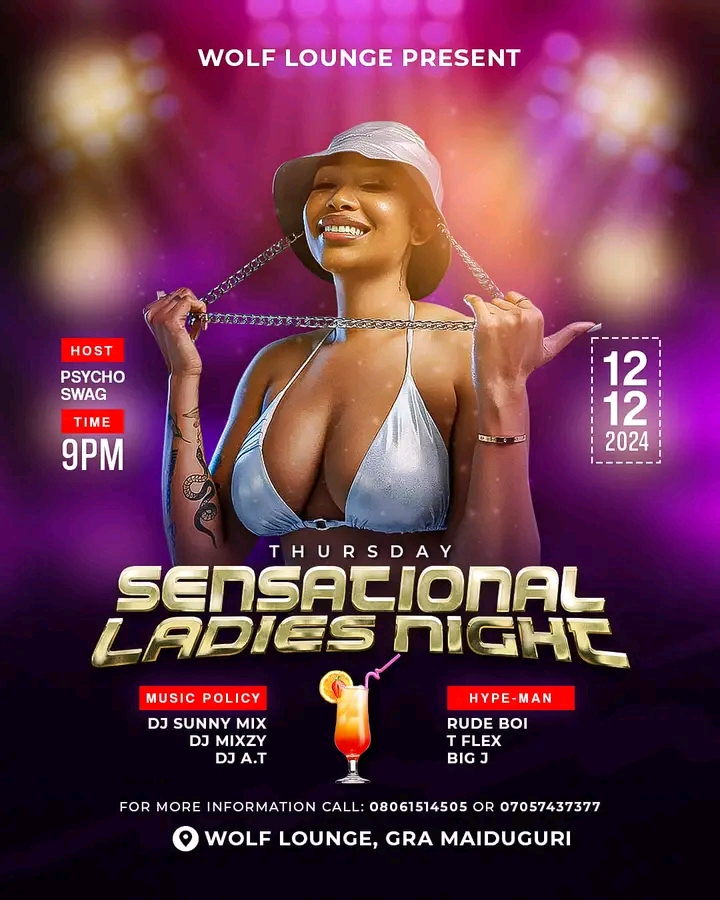 WOLF LOUNGE PRESENT
HOST
PSYCHO
SWAG
TIME
9PM
12
12
2024
THURSDAY
SENSATIONAL
LADIES NIGHT
MUSIC POLICY
DJ SUNNY MIX
DJ MIXZY
DJ A.T
HYPE-MAN
RUDE BOI
T FLEX
BIG J
FOR MORE INFORMATION CALL: 08061514505 OR 07057437377
WOLF LOUNGE, GRA MAIDUGURI